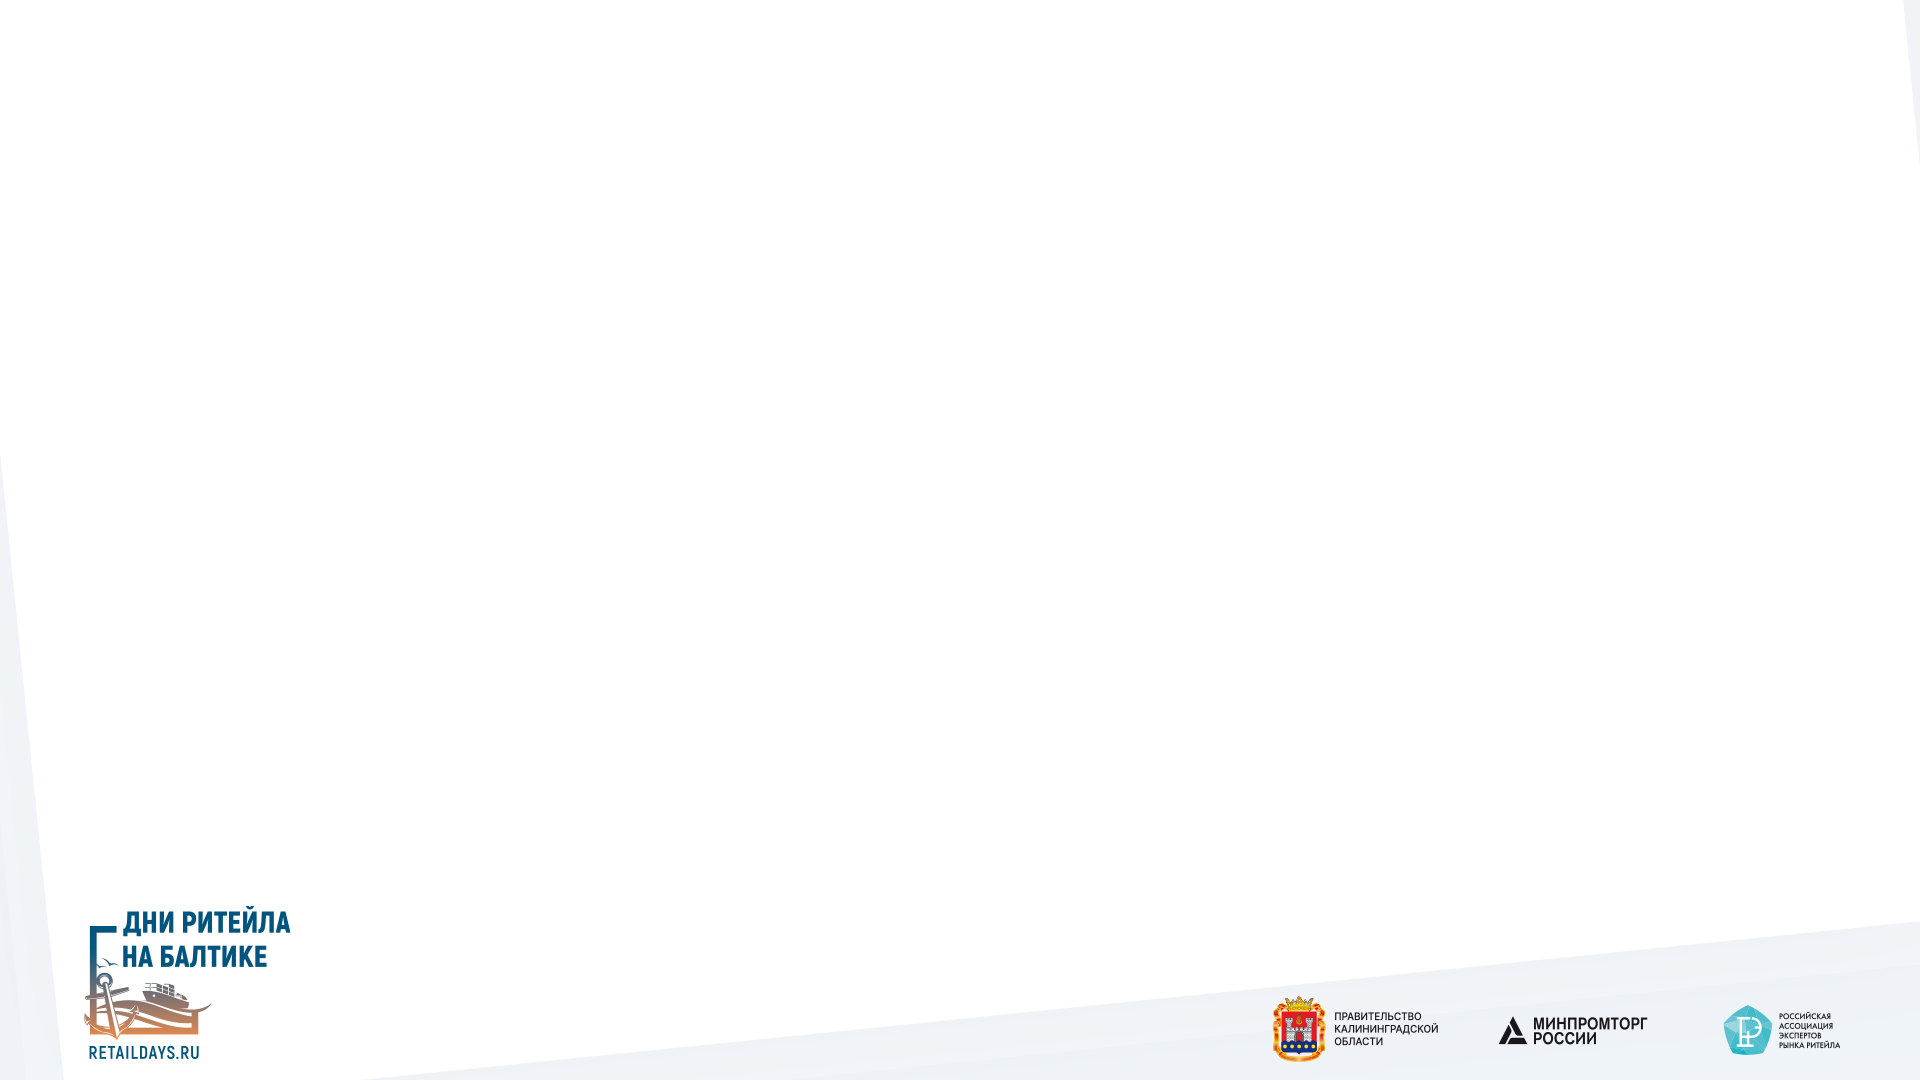 ДНИ РИТЕЙЛА
НА БАЛТИКЕ
RETAILDAYS.RU
ПРАВИТЕЛЬСТВО
КАЛИНИНГРАДСКОЙ
ОБЛАСТИ
МИНПРОМТОРГ
РОССИИ
РОССИЙСКАЯ
АССОЦИАЦИЯ
ЭКСПЕРТОВ
РЫНКА РИТЕЙЛА